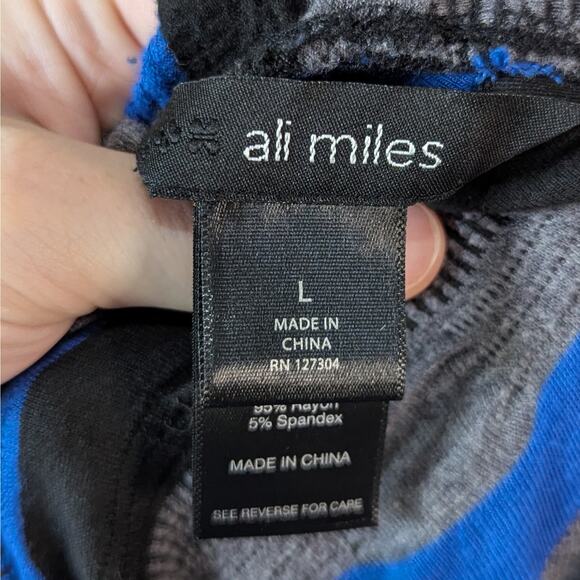 ali miles
L
MADE IN
CHINA
RN 127304
95% Rayon
5% Spandex
MADE IN CHINA
SEE REVERSE FOR CARE